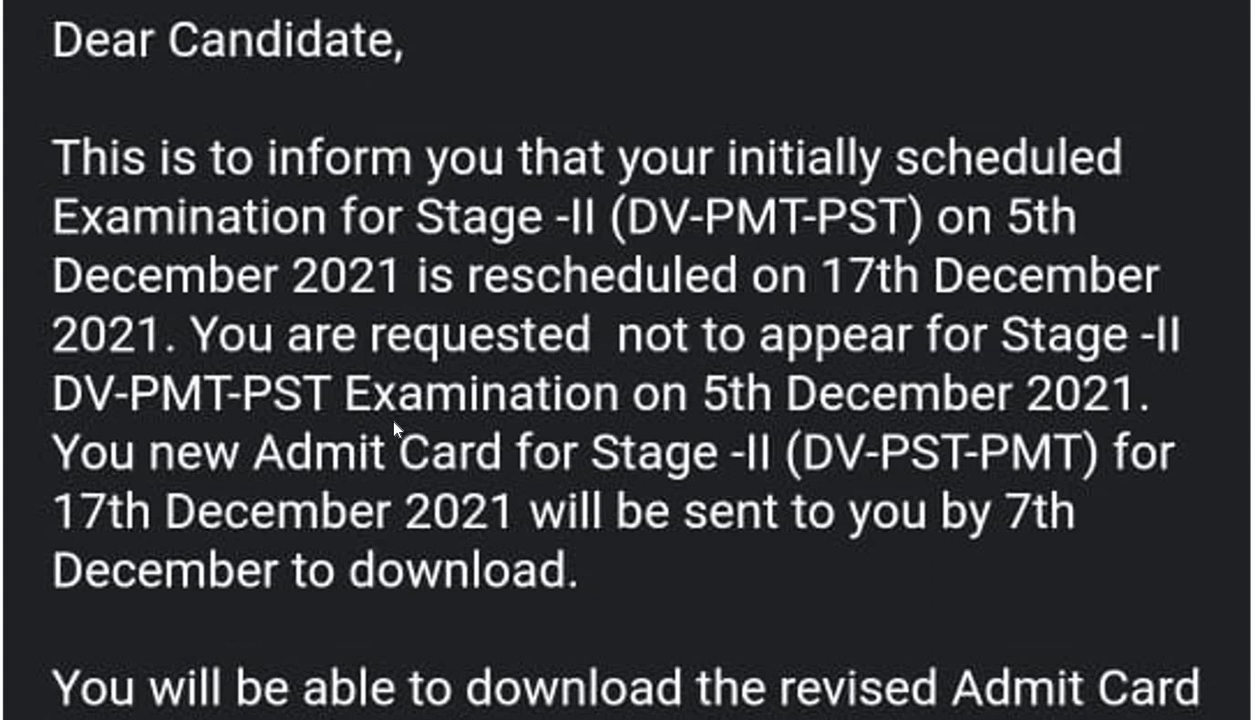 Dear Candidate,
This is to inform you that your initially scheduled
Examination for Stage -II (DV-PMT-PST) on 5th
December 2021 is rescheduled on 17th December
2021. You are requested  not to appear for Stage -II
DV-PMT-PST Examination on 5th December 2021.
You new Admit Card for Stage -II (DV-PST-PMT) for
17th December 2021 will be sent to you by 7th
December to download.
You will be able to download the revised Admit Card